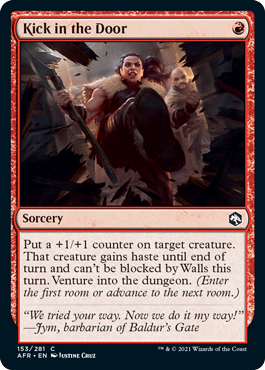 Kick in the Door
Sorcery
Put a +1/+1 counter on target creature.
That creature gains haste until end of
turn and can't be blocked by Walls this
turn. Venture into the dungeon. (Enter
the first room or advance to the next room.)
"We tried your way. Now we do it my way!"
—Jym, barbarian of Baldur's Gate
153/281 C
AFR • EN Justine Cruz
™ & © 2021 Wizards of the Coast